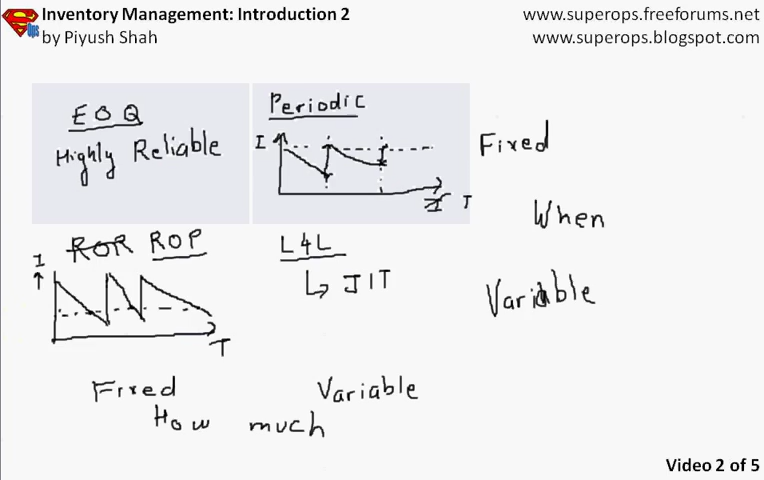 Inventory Management: Introduction 2
www.superops.freeforums.net
by Piyush Shah
www.superops.blogspot.com
S
Ops
EOQ
Highly Reliable
Periodic
I
T
Fixed
When
Variable
ROR ROP
I
T
L4L
↳ JIT
Fixed
Variable
How much
Video 2 of 5